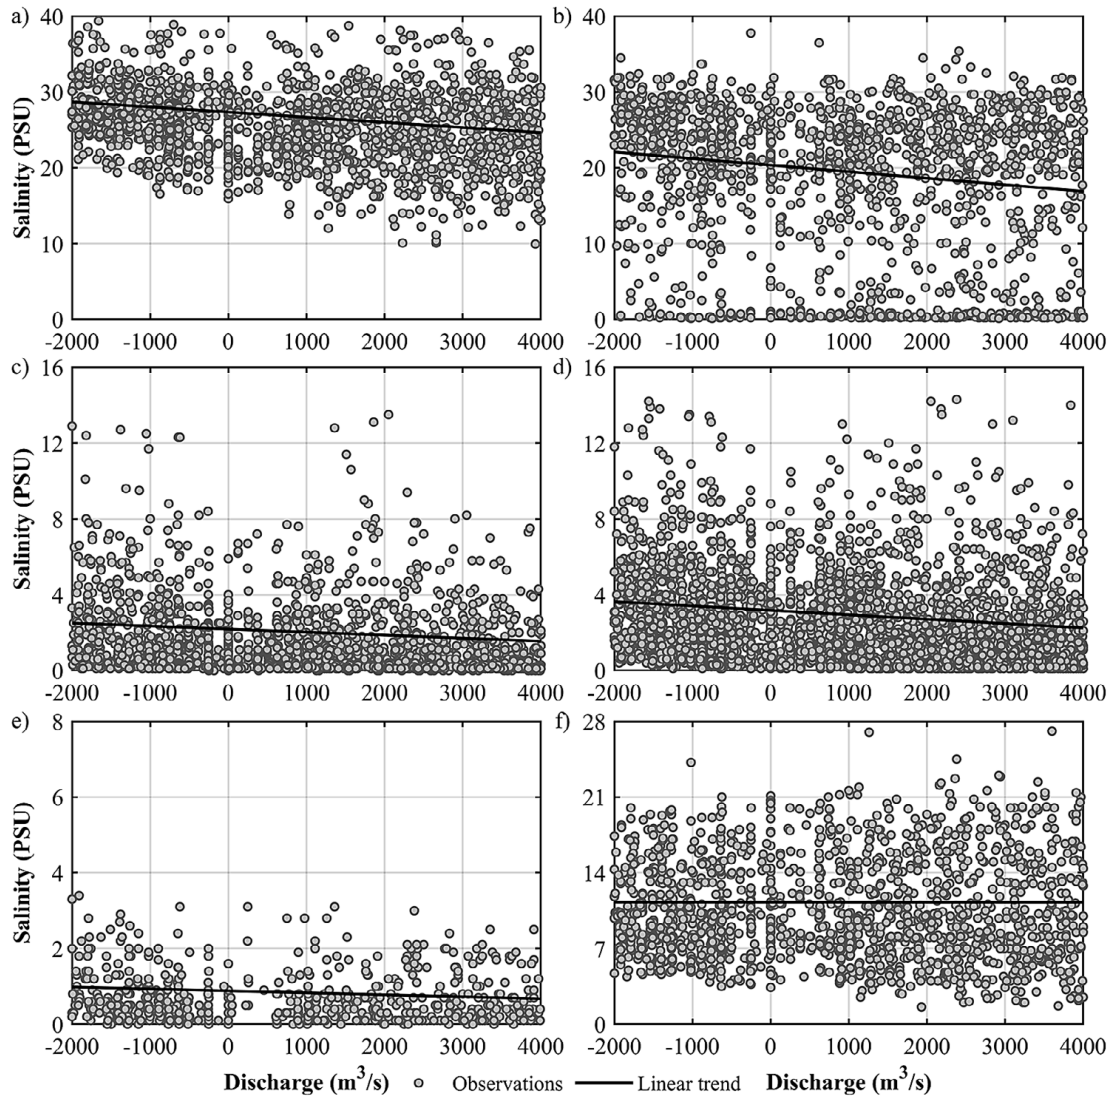 a) 40 b) 40
30 30
Salinity (PSU)
20 20
10 10
0 0
-2000 -1000 0 1000 2000 3000 4000 -2000 -1000 0 1000 2000 3000 4000
c) 16 d) 16
12 12
Salinity (PSU)
8 8
4 4
0 0
-2000 -1000 0 1000 2000 3000 4000 -2000 -1000 0 1000 2000 3000 4000
e) 8 f) 28
6 21
Salinity (PSU)
4 14
2 7
0 0
-2000 -1000 0 1000 2000 3000 4000 -2000 -1000 0 1000 2000 3000 4000
Discharge (m³/s) Observations Linear trend Discharge (m³/s)